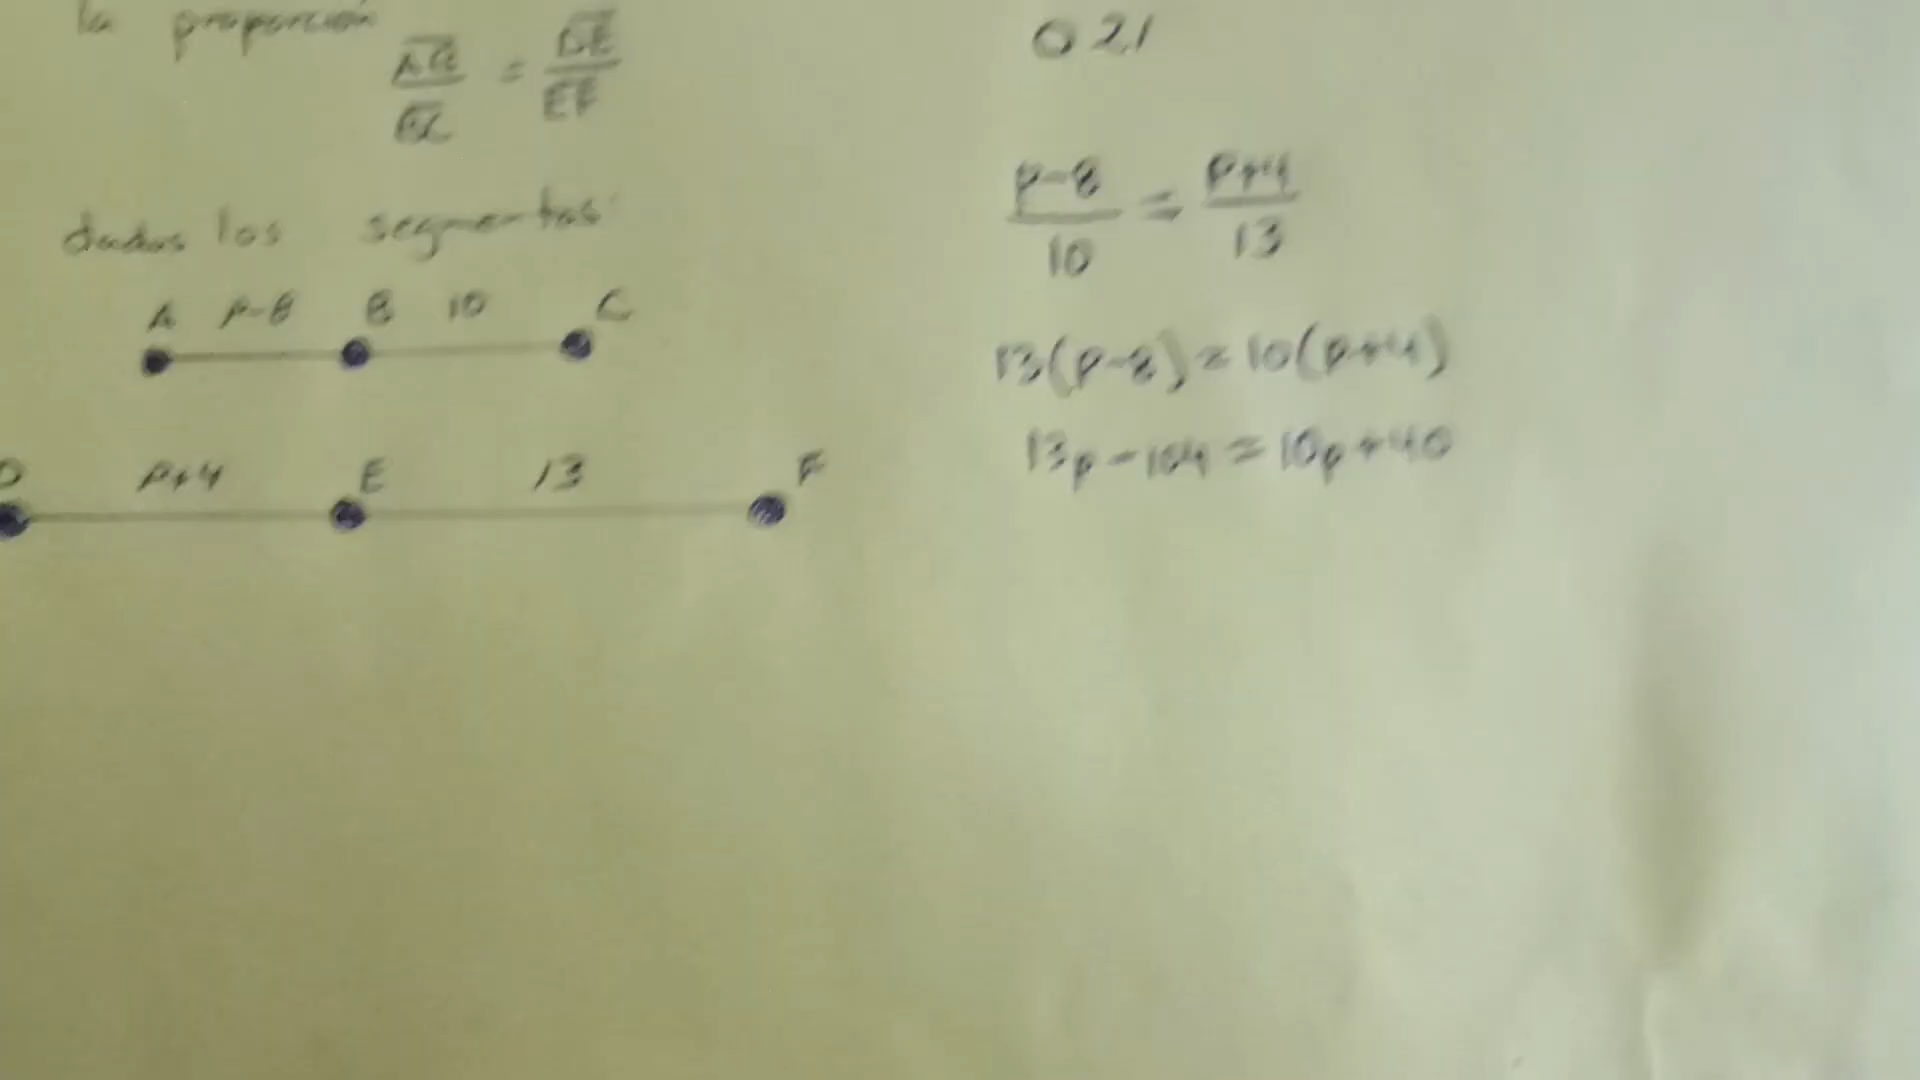 la proporción
AB/BC = DE/EF
dados los segmentos:
A P-8 B 10 C
D P+4 E 13 F
021
P-8/10 = P+4/13
13(P-8) = 10(P+4)
13p - 104 = 10p + 40